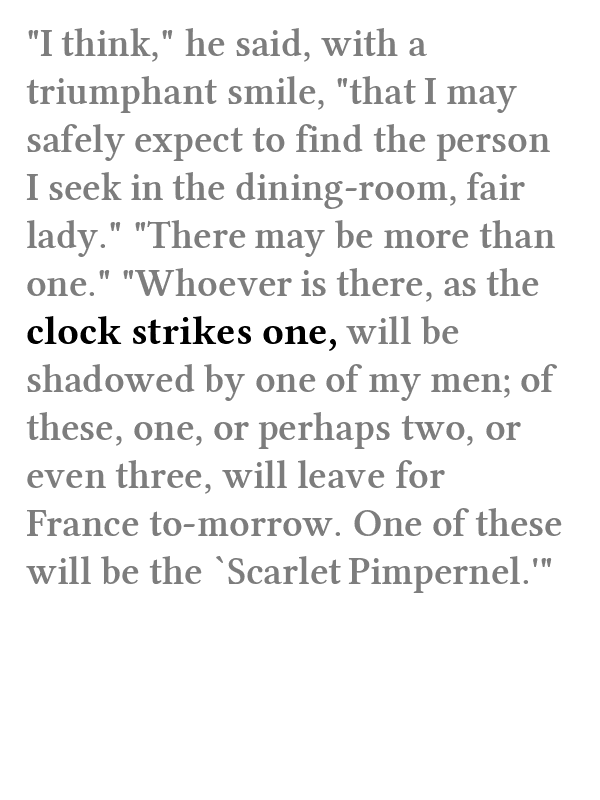 "I think," he said, with a
triumphant smile, "that I may
safely expect to find the person
I seek in the dining-room, fair
lady." "There may be more than
one." "Whoever is there, as the
clock strikes one, will be
shadowed by one of my men; of
these, one, or perhaps two, or
even three, will leave for
France to-morrow. One of these
will be the `Scarlet Pimpernel.'"